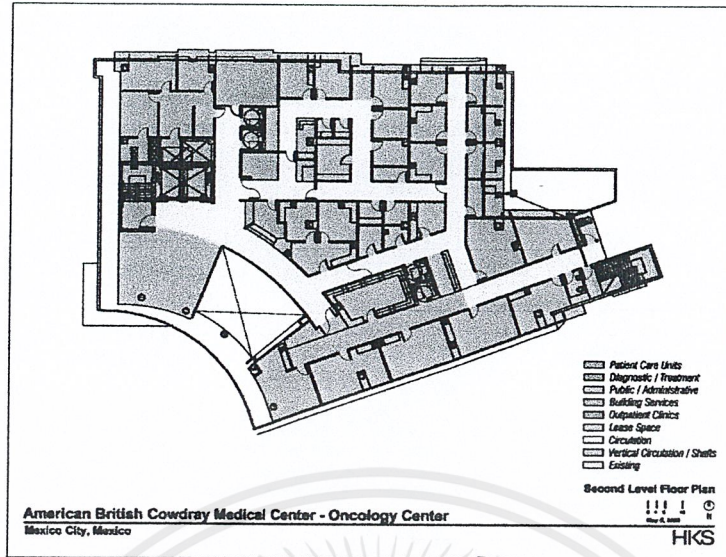 Patient Care Units
Diagnostic / Treatment
Public / Administrative
Building Services
Outpatient Clinics
Lease Space
Circulation
Vertical Circulation / Shafts
Existing
Second Level Floor Plan
N
American British Cowdray Medical Center - Oncology Center
Mexico City, Mexico
HKS